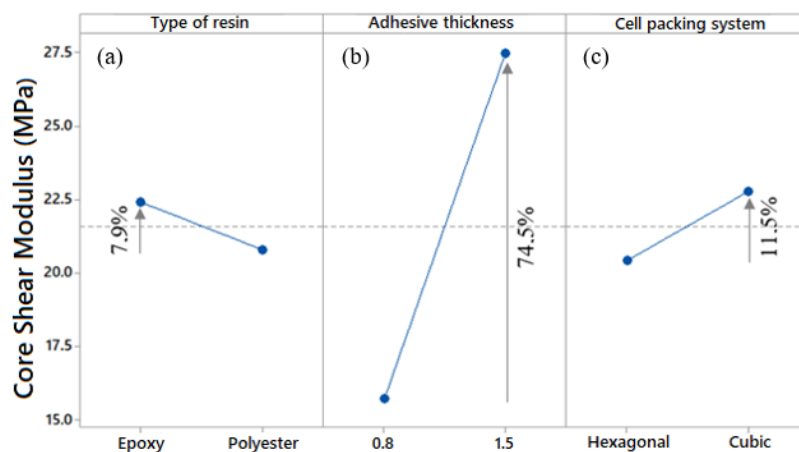 Type of resin
Adhesive thickness
Cell packing system
Core Shear Modulus (MPa)
27.5
25.0
22.5
20.0
17.5
15.0
(a)
7.9%
(b)
74.5%
(c)
11.5%
Epoxy
Polyester
0.8
1.5
Hexagonal
Cubic